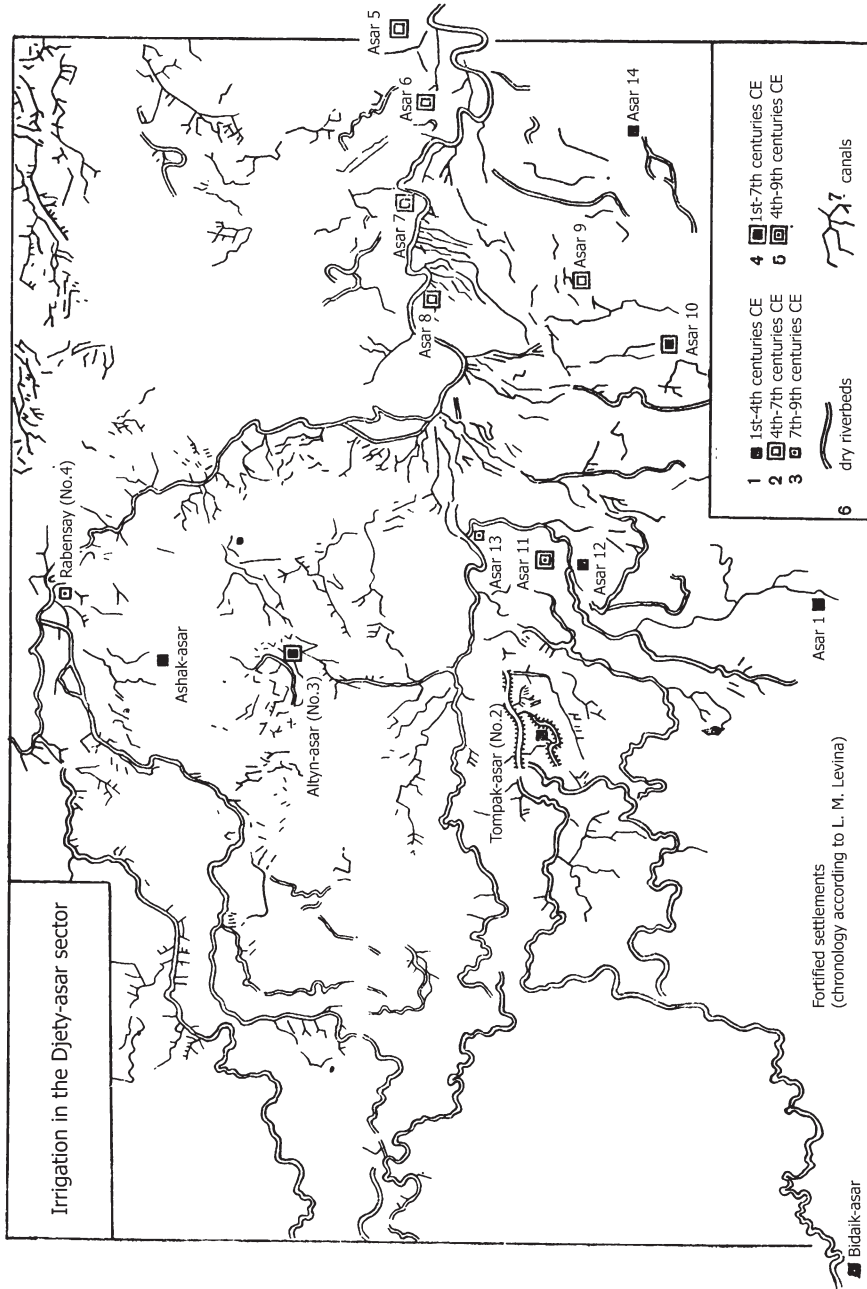 Irrigation in the Djety-asar sector
Rabensay (No.4)
Ashak-asar
Altyn-asar (No.3)
Tompak-asar (No.2)
Asar 5
Asar 6
Asar 7
Asar 8
Asar 9
Asar 10
Asar 14
Asar 13
Asar 11
Asar 12
Asar 1
Bidaik-asar
Fortified settlements
(chronology according to L. M. Levina)
1 1st-4th centuries CE
2 4th-7th centuries CE
3 7th-9th centuries CE
4 1st-7th centuries CE
5 4th-9th centuries CE
6 dry riverbeds
? canals